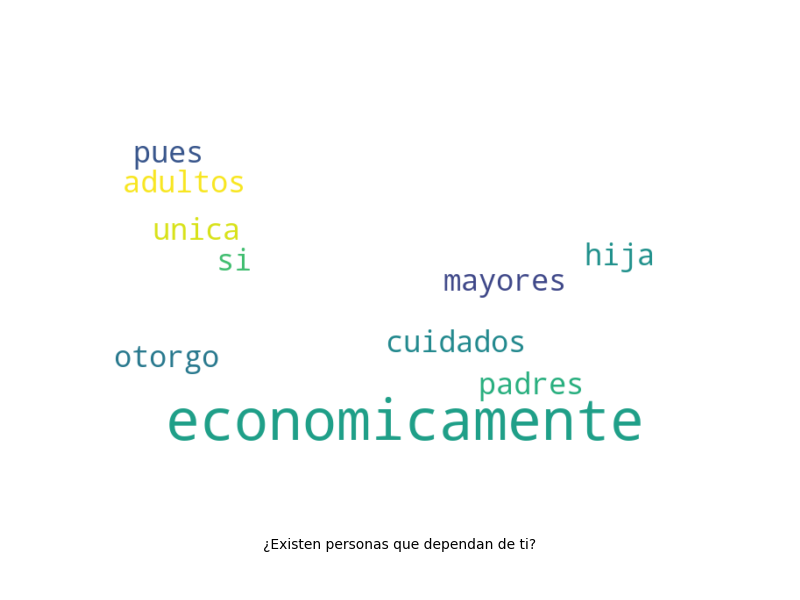 pues
adultos
unica
si
hija
mayores
cuidados
otorgo
padres
economicamente
¿Existen personas que dependan de ti?